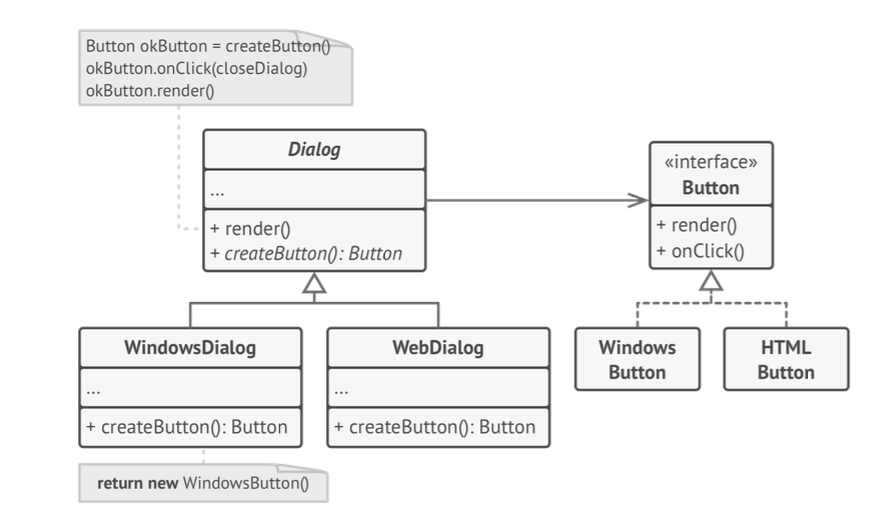 Button okButton = createButton()
okButton.onClick(closeDialog)
okButton.render()
Dialog
...
+ render()
+ createButton(): Button
«interface»
Button
+ render()
+ onClick()
WindowsDialog
...
+ createButton(): Button
WebDialog
...
+ createButton(): Button
Windows
Button
HTML
Button
return new WindowsButton()